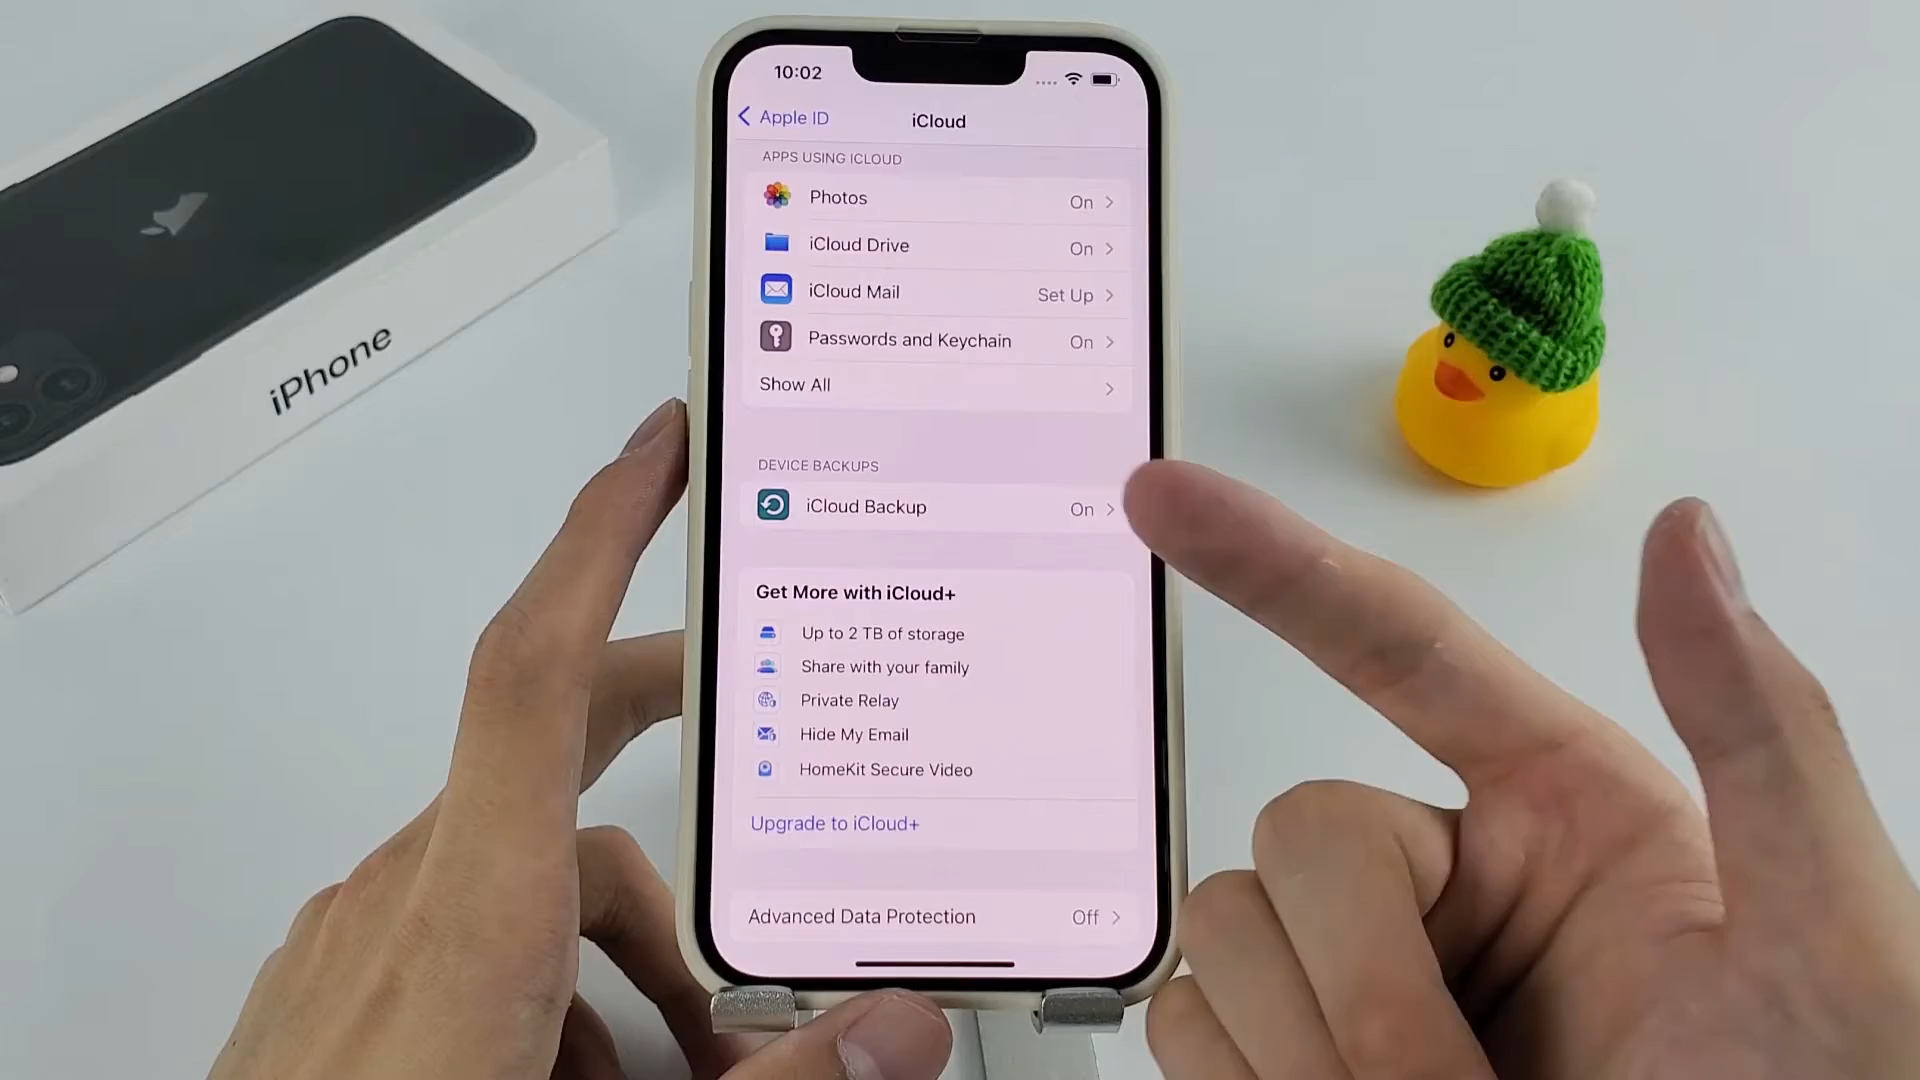 10:02
Apple ID
iCloud
APPS USING ICLOUD
Photos On
iCloud Drive On
iCloud Mail Set Up
Passwords and Keychain On
Show All
DEVICE BACKUPS
iCloud Backup On
Get More with iCloud+
Up to 2 TB of storage
Share with your family
Private Relay
Hide My Email
HomeKit Secure Video
Upgrade to iCloud+
Advanced Data Protection Off
iPhone